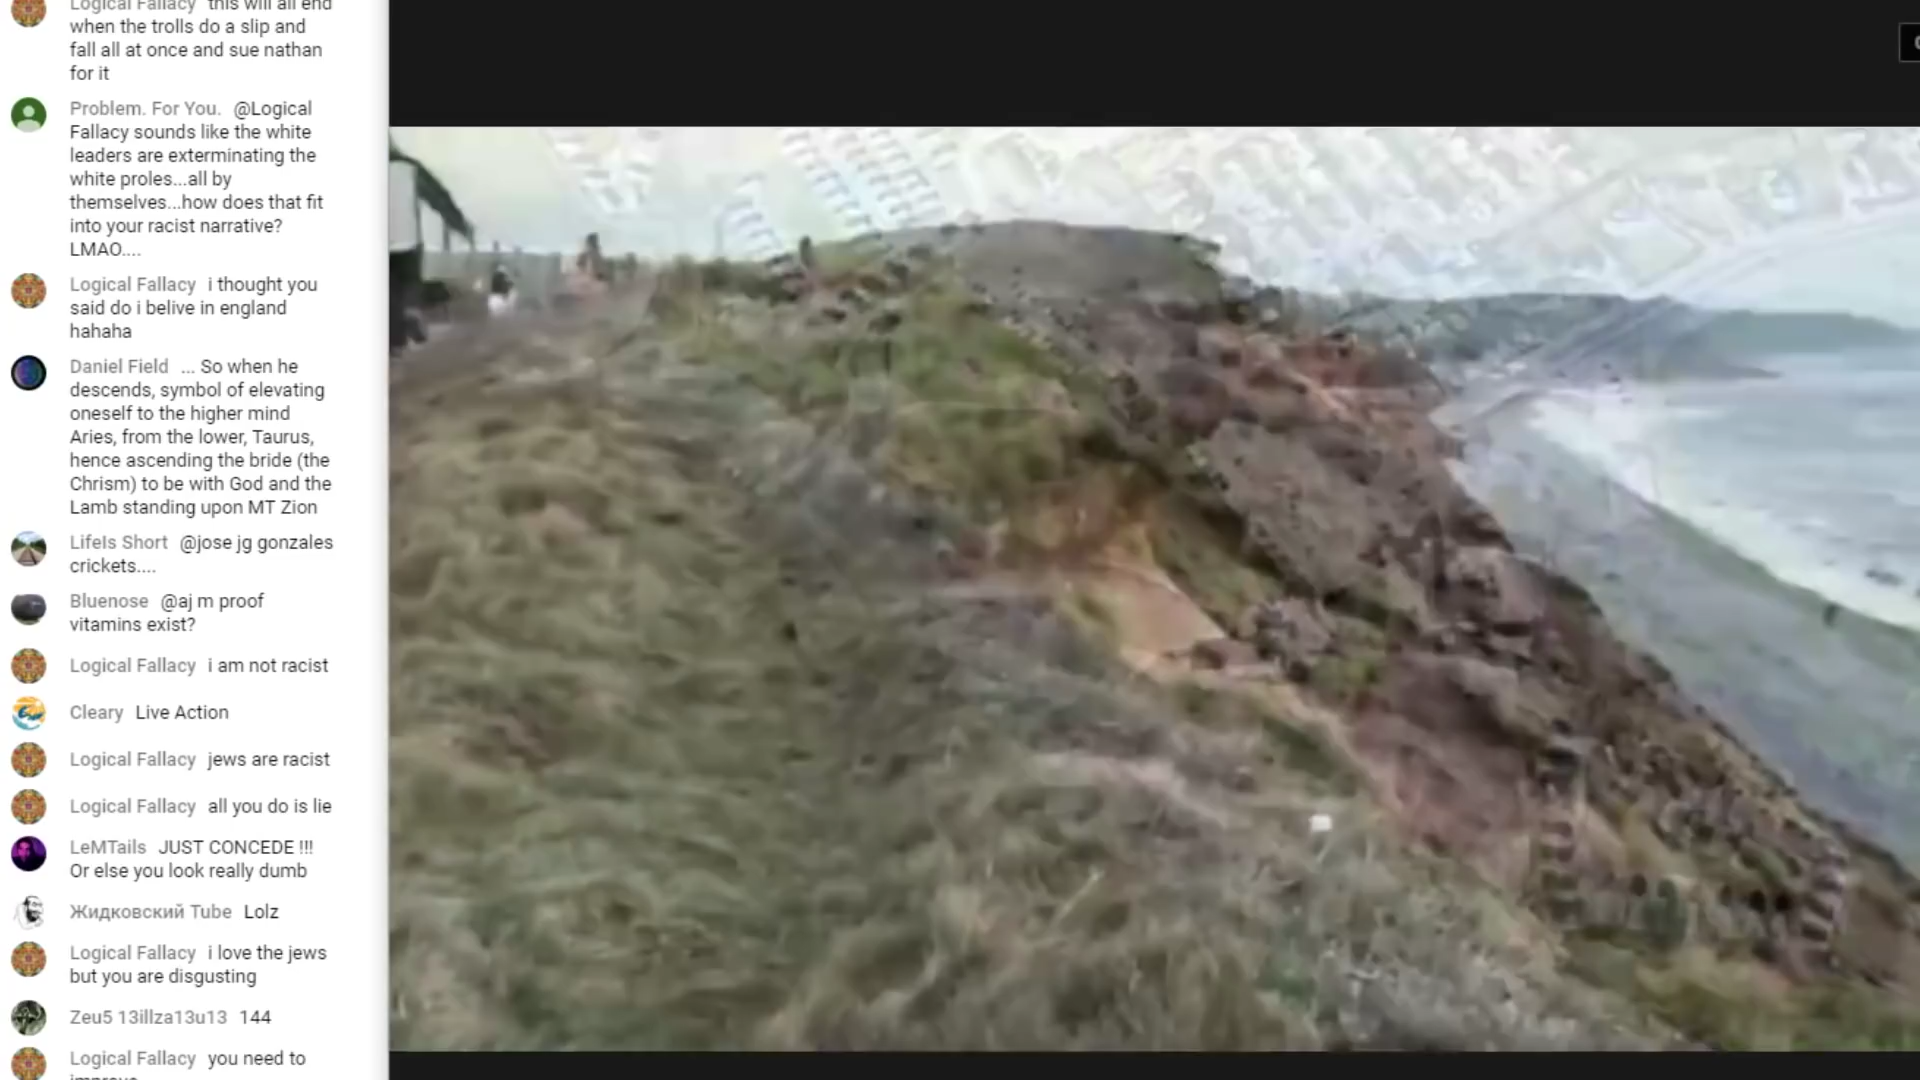 Logical Fallacy this will all end
when the trolls do a slip and
fall all at once and sue nathan
for it
Problem. For You. @Logical
Fallacy sounds like the white
leaders are exterminating the
white proles...all by
themselves...how does that fit
into your racist narrative?
LMAO....
Logical Fallacy i thought you
said do i belive in england
hahaha
Daniel Field ... So when he
descends, symbol of elevating
oneself to the higher mind
Aries, from the lower, Taurus,
hence ascending the bride (the
Chrism) to be with God and the
Lamb standing upon MT Zion
LifeIs Short @jose jg gonzales
crickets....
Bluenose @aj m proof
vitamins exist?
Logical Fallacy i am not racist
Cleary Live Action
Logical Fallacy jews are racist
Logical Fallacy all you do is lie
LeMTails JUST CONCEDE !!!
Or else you look really dumb
Жидковский Tube Lolz
Logical Fallacy i love the jews
but you are disgusting
Zeu5 13illza13u13 144
Logical Fallacy you need to